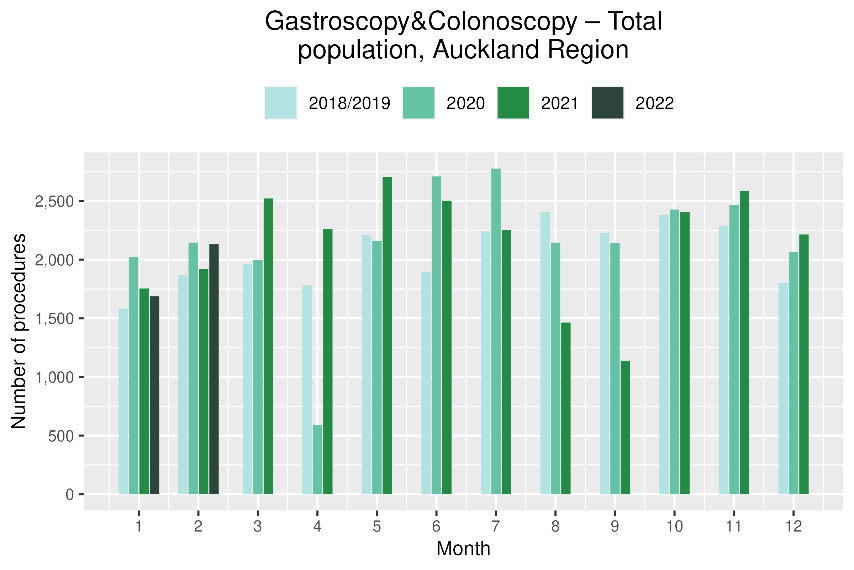 Gastroscopy&Colonoscopy – Total
population, Auckland Region
2018/2019 2020 2021 2022
Number of procedures
2,500
2,000
1,500
1,000
500
0
1 2 3 4 5 6 7 8 9 10 11 12
Month